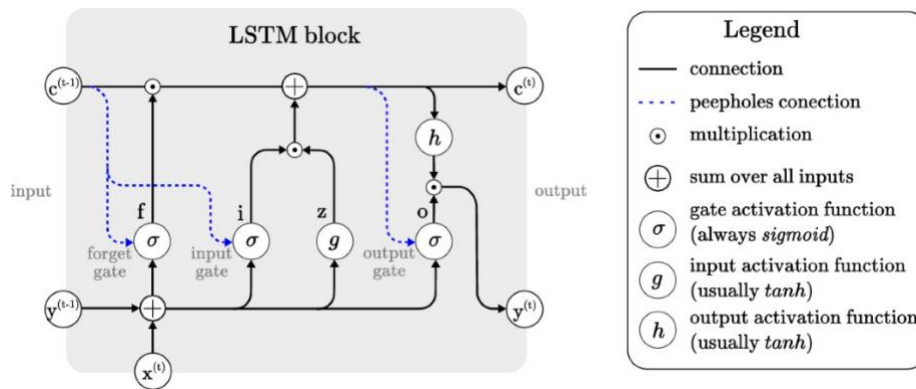 LSTM block
c^(t-1)
c^(t)
h
input
output
f
i
z
o
σ
σ
g
σ
forget
gate
input
gate
output
gate
y^(t-1)
y^(t)
x^(t)
Legend
connection
peepholes conection
multiplication
sum over all inputs
σ
gate activation function
(always sigmoid)
g
input activation function
(usually tanh)
h
output activation function
(usually tanh)